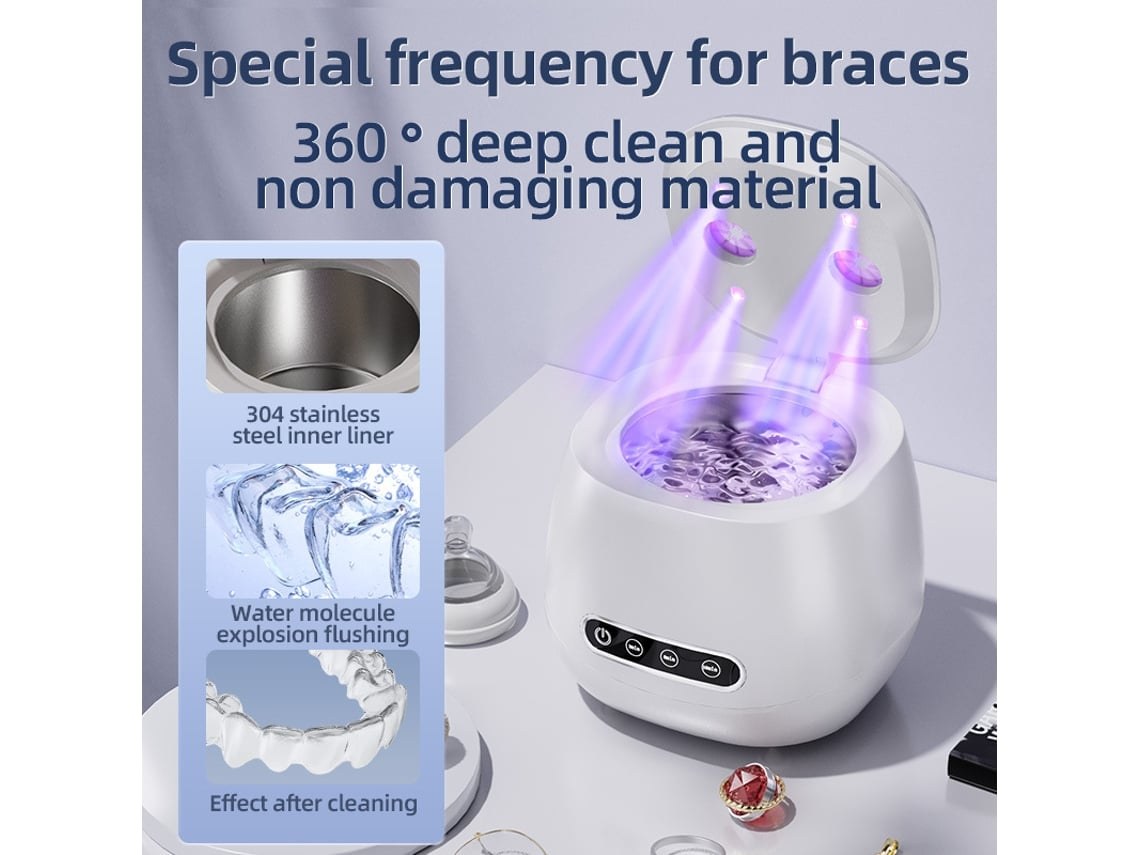 Special frequency for braces
360 ° deep clean and
non damaging material
304 stainless
steel inner liner
Water molecule
explosion flushing
Effect after cleaning